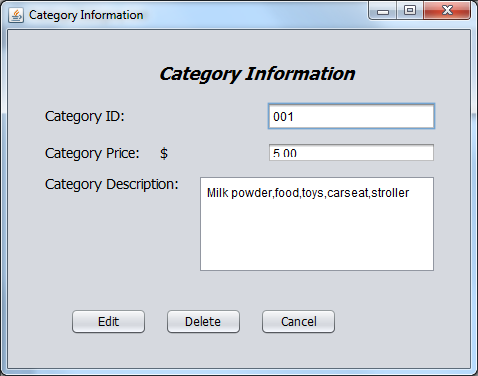 Category Information
Category Information
Category ID: 001
Category Price: $ 5.00
Category Description: Milk powder,food,toys,carseat,stroller
Edit Delete Cancel